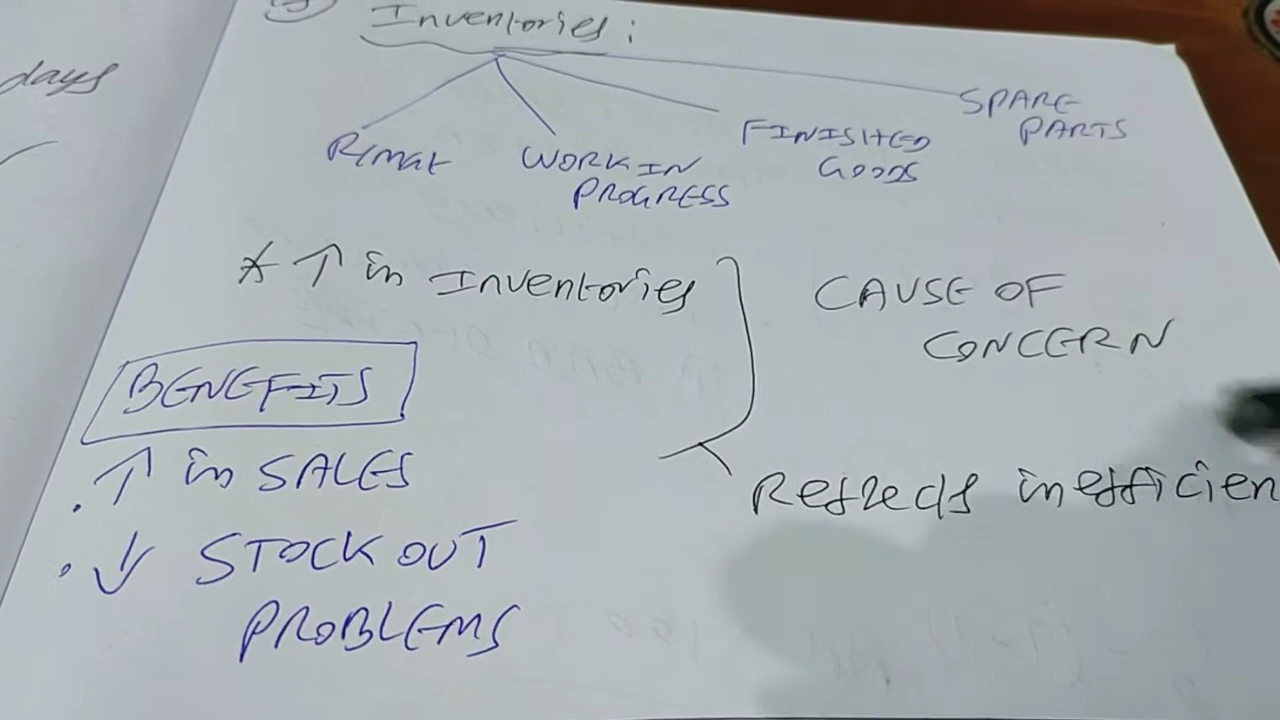 Inventories:
days
SPARE
PARTS
FINISHED
GOODS
R/mat
WORK IN
PROGRESS
* ↑ in Inventories
CAUSE OF
CONCERN
BENEFITS
. ↑ in SALES
Reflects inefficien
. ↓ STOCK OUT
PROBLEMS